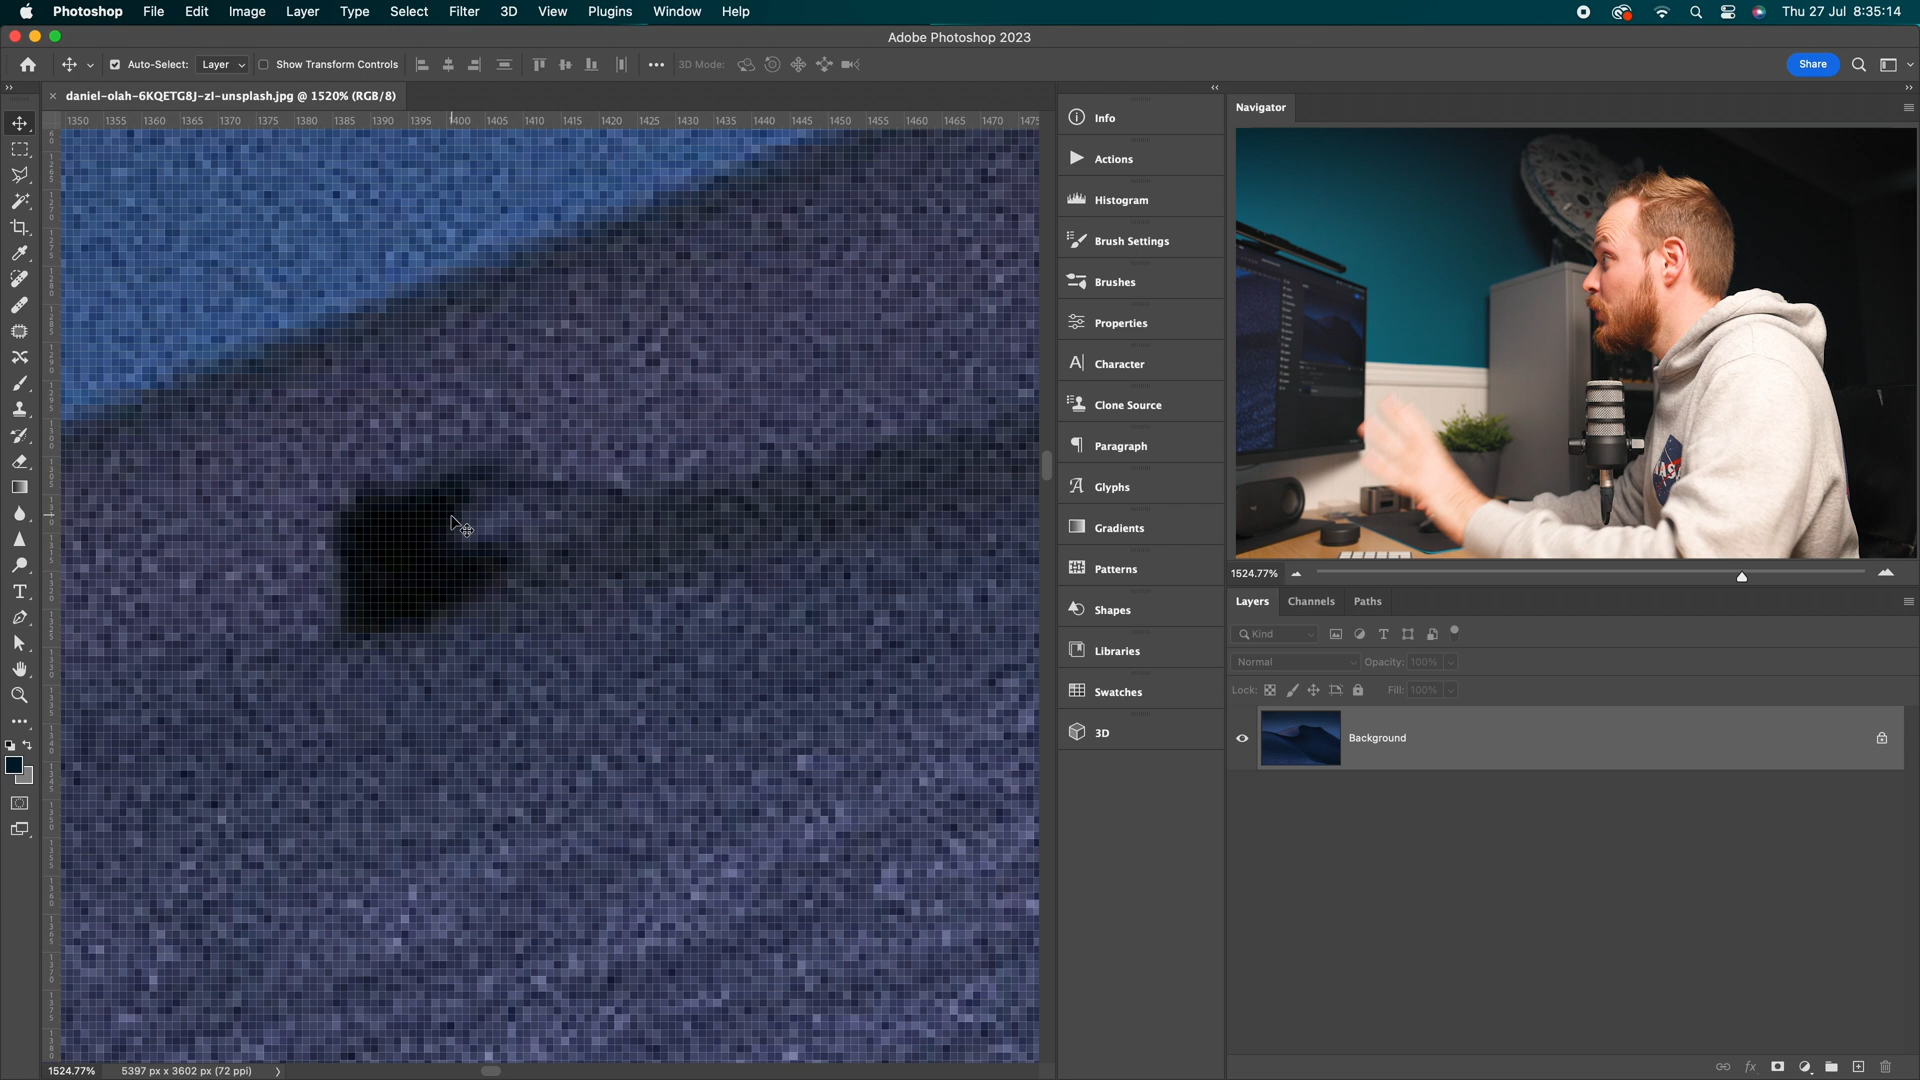 Photoshop File Edit Image Layer Type Select Filter 3D View Plugins Window Help Thu 27 Jul 8:35:14
Adobe Photoshop 2023
Auto-Select: Layer Show Transform Controls 3D Mode: Share
daniel-olah-6KQETG8J-zI-unsplash.jpg @ 1520% (RGB/8)
1350 1355 1360 1365 1370 1375 1380 1385 1390 1395 1400 1405 1410 1415 1420 1425 1430 1435 1440 1445 1450 1455 1460 1465 1470 1475
Info
Actions
Histogram
Brush Settings
Brushes
Properties
Character
Clone Source
Paragraph
Glyphs
Gradients
Patterns
Shapes
Libraries
Swatches
3D
Navigator
NASA
1524.77%
Layers Channels Paths
Kind
Normal Opacity: 100%
Lock: Fill: 100%
Background
1524.77% 5397 px x 3602 px (72 ppi)